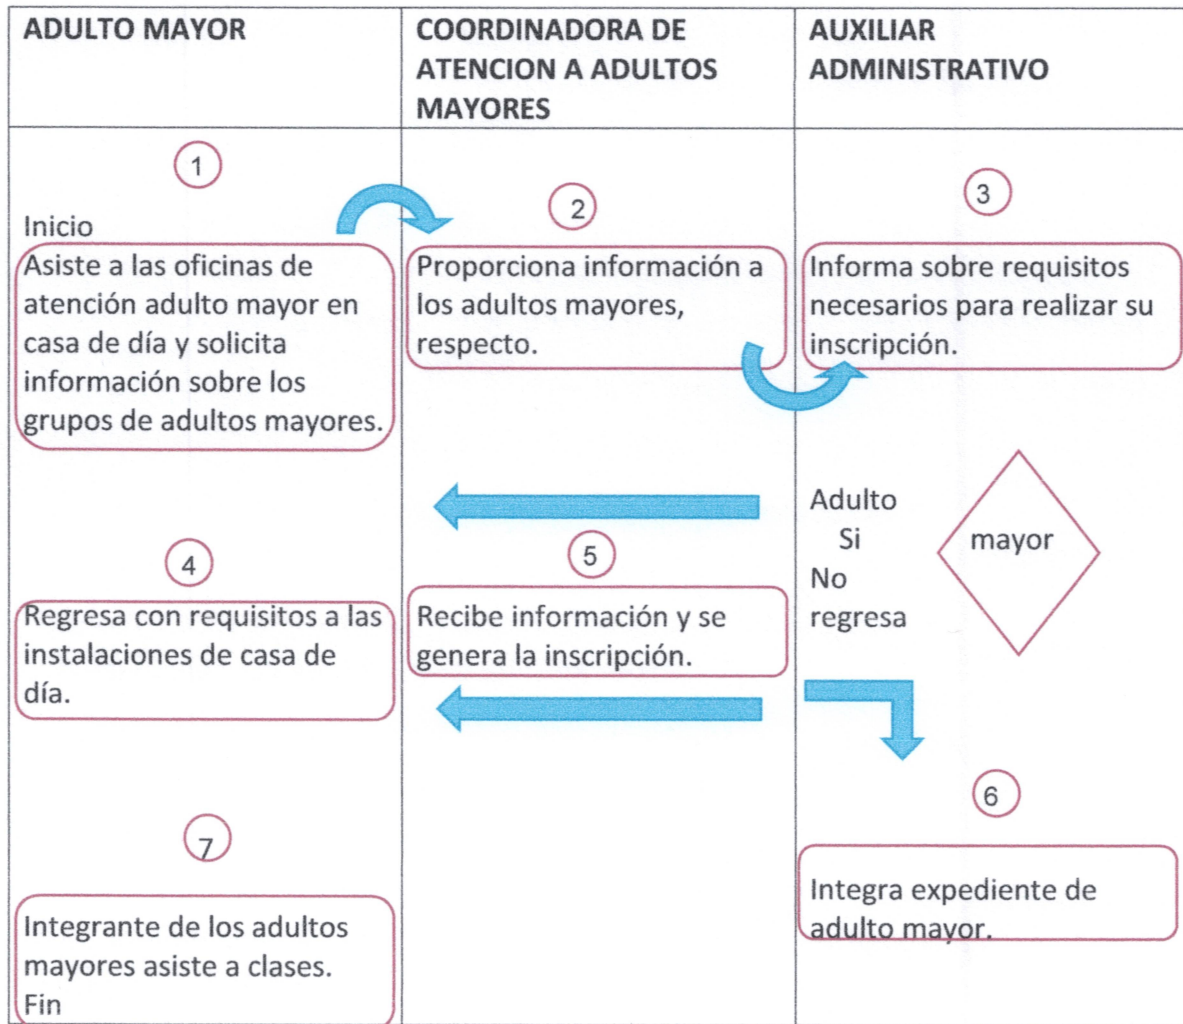 ADULTO MAYOR
COORDINADORA DE
ATENCION A ADULTOS
MAYORES
AUXILIAR
ADMINISTRATIVO
1
2
3
Inicio
Asiste a las oficinas de
atención adulto mayor en
casa de día y solicita
información sobre los
grupos de adultos mayores.
Proporciona información a
los adultos mayores,
respecto.
Informa sobre requisitos
necesarios para realizar su
inscripción.
Adulto
Si
No
regresa
mayor
4
Regresa con requisitos a las
instalaciones de casa de
día.
5
Recibe información y se
genera la inscripción.
6
Integra expediente de
adulto mayor.
7
Integrante de los adultos
mayores asiste a clases.
Fin